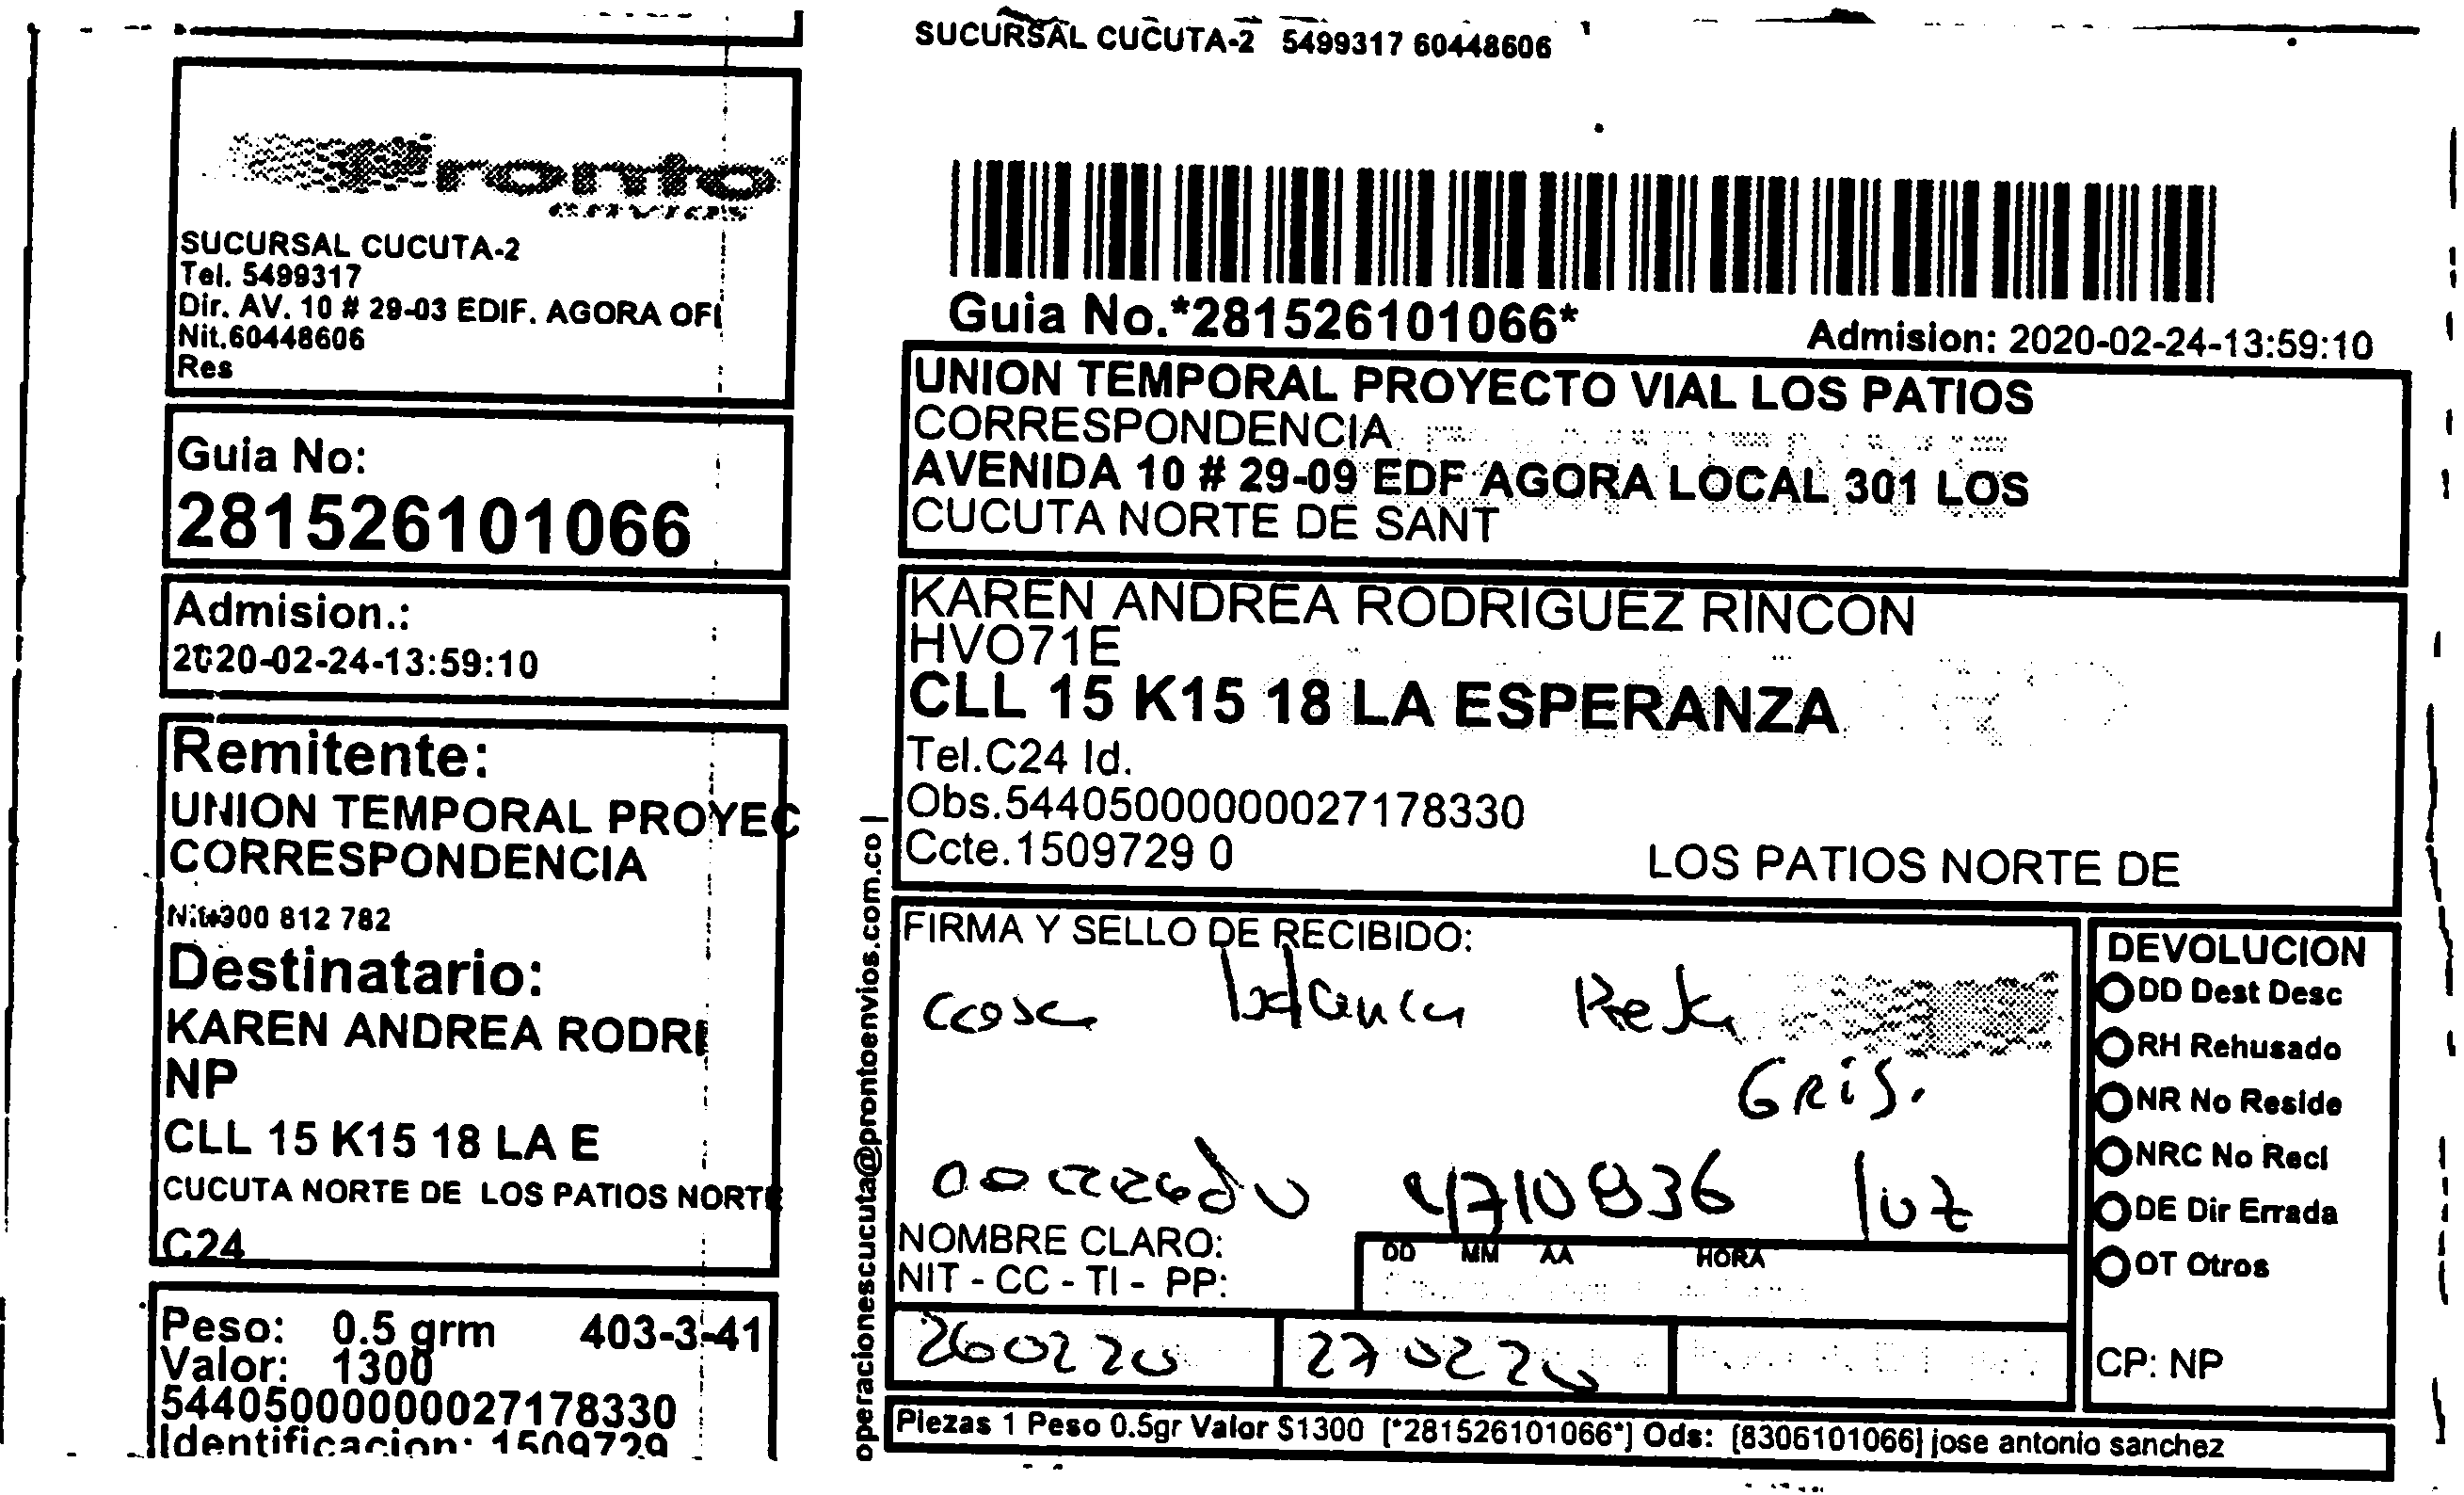 SUCURSAL CUCUTA-2 5499317 60448606
Pronto
envios
SUCURSAL CUCUTA-2
Tel. 5499317
Dir. AV. 10 # 29-03 EDIF. AGORA OFI
Nit.60448606
Res
Guia No:
281526101066
Admision.:
2020-02-24-13:59:10
Remitente:
UNION TEMPORAL PROYEC
CORRESPONDENCIA
Nit 900 812 782
Destinatario:
KAREN ANDREA RODRI
NP
CLL 15 K15 18 LA E
CUCUTA NORTE DE LOS PATIOS NORTE
C24
Peso: 0.5 grm 403-3-41
Valor: 1300
544050000000027178330
Identificacion: 1509729
Guia No.*281526101066*
Admision: 2020-02-24-13:59:10
UNION TEMPORAL PROYECTO VIAL LOS PATIOS
CORRESPONDENCIA
AVENIDA 10 # 29-09 EDF AGORA LOCAL 301 LOS
CUCUTA NORTE DE SANT
KAREN ANDREA RODRIGUEZ RINCON
HVO71E
CLL 15 K15 18 LA ESPERANZA
Tel.C24 Id.
Obs.544050000000027178330
Ccte.1509729 0
LOS PATIOS NORTE DE
operacionescucuta@prontoenvios.com.co |
FIRMA Y SELLO DE RECIBIDO:
casa
GRiS.
4710836 luz
NOMBRE CLARO:
NIT - CC - TI - PP:
DD MM AA HORA
260220 270220
DEVOLUCION
DD Dest Desc
RH Rehusado
NR No Reside
NRC No Recl
DE Dir Errada
OT Otros
CP: NP
Piezas 1 Peso 0.5gr Valor $1300 [*281526101066*] Ods: [8306101066] jose antonio sanchez